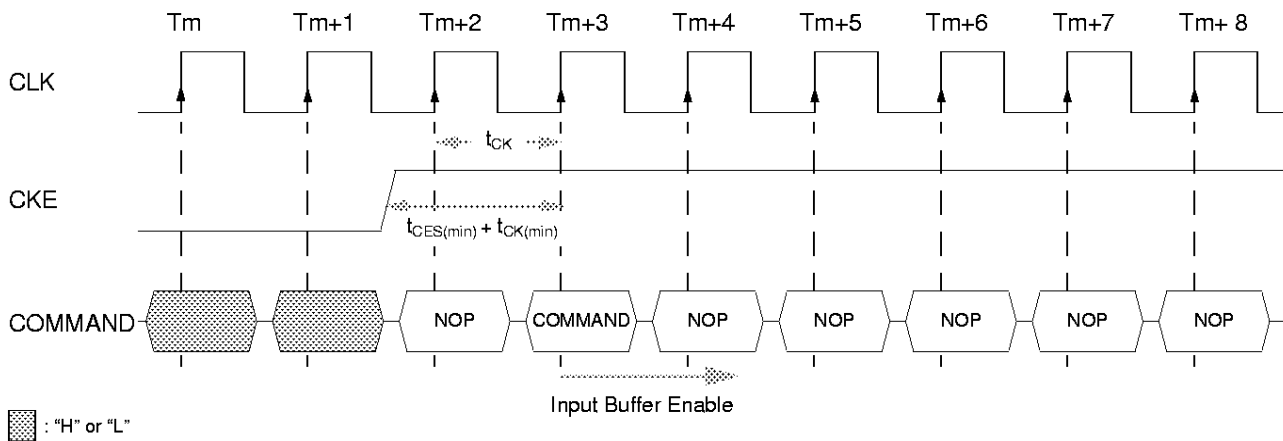 Tm Tm+1 Tm+2 Tm+3 Tm+4 Tm+5 Tm+6 Tm+7 Tm+ 8
CLK
tCK
CKE
tCES(min) + tCK(min)
COMMAND NOP COMMAND NOP NOP NOP NOP NOP
Input Buffer Enable
: “H” or “L”